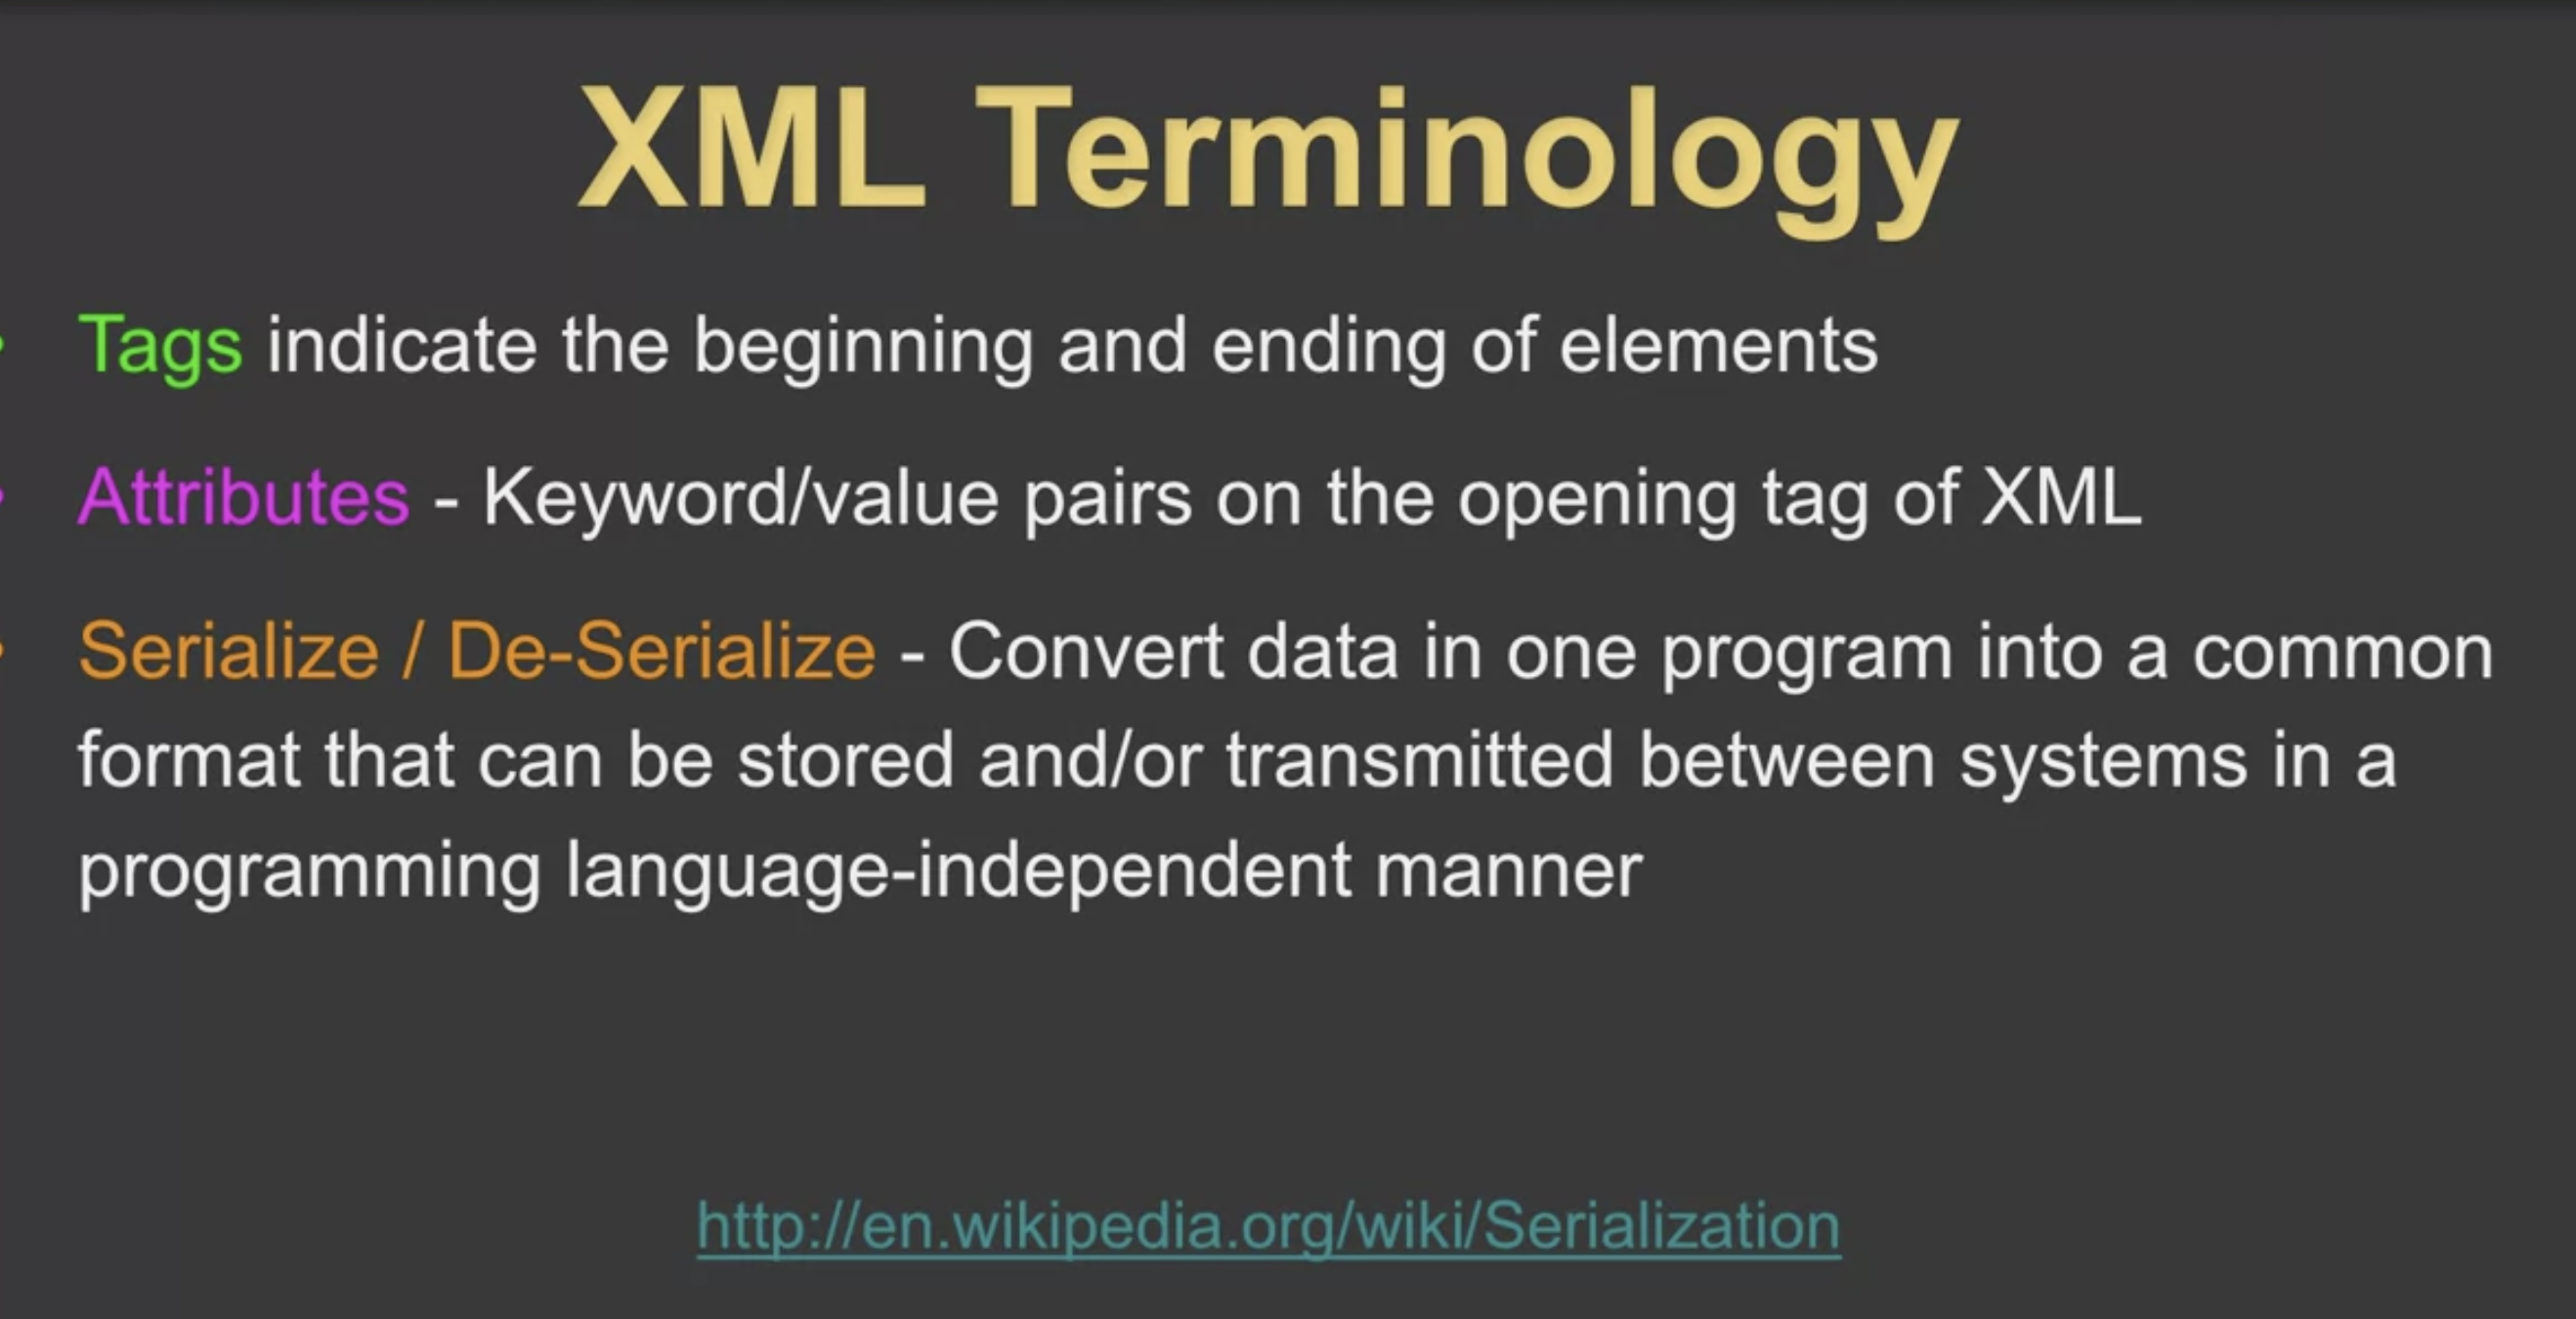 XML Terminology
Tags indicate the beginning and ending of elements
Attributes - Keyword/value pairs on the opening tag of XML
Serialize / De-Serialize - Convert data in one program into a common
format that can be stored and/or transmitted between systems in a
programming language-independent manner
http://en.wikipedia.org/wiki/Serialization